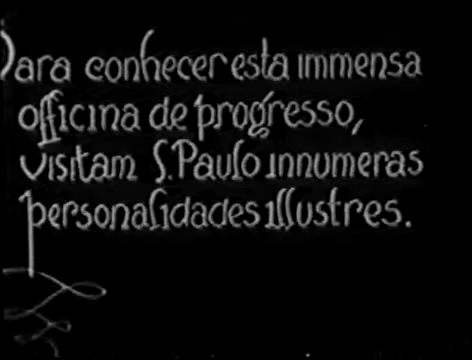 Para conhecer esta immensa
officina de progresso,
visitam S. Paulo innumeras
personalidades illustres.